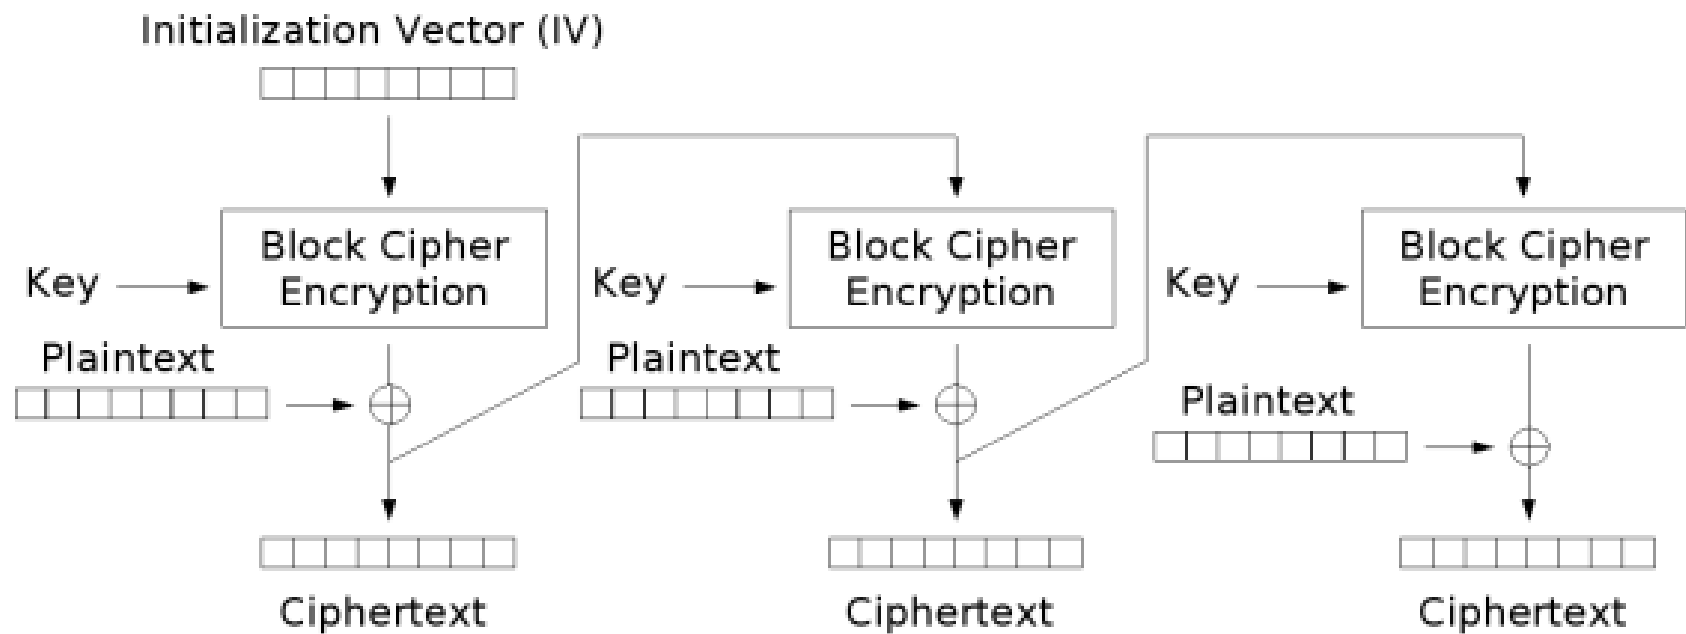 Initialization Vector (IV)
Block Cipher
Encryption
Key
Plaintext
Ciphertext
Block Cipher
Encryption
Key
Plaintext
Ciphertext
Block Cipher
Encryption
Key
Plaintext
Ciphertext